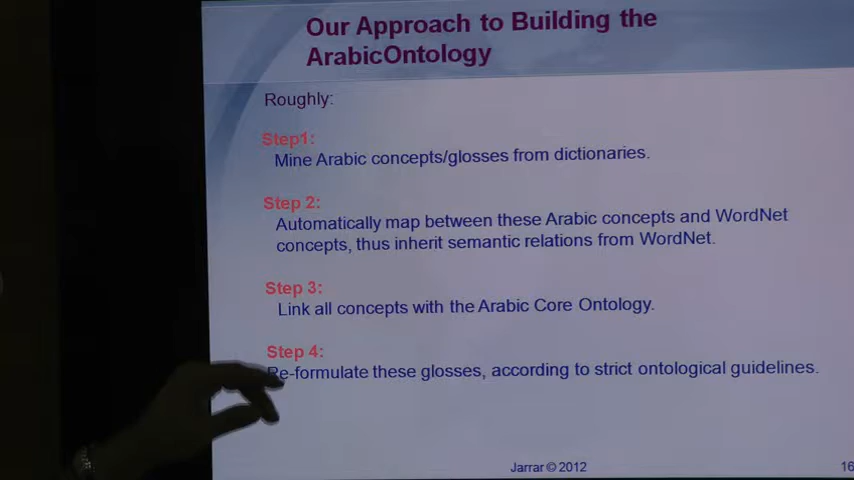 Our Approach to Building the
ArabicOntology
Roughly:
Step1:
Mine Arabic concepts/glosses from dictionaries.
Step 2:
Automatically map between these Arabic concepts and WordNet
concepts, thus inherit semantic relations from WordNet.
Step 3:
Link all concepts with the Arabic Core Ontology.
Step 4:
Re-formulate these glosses, according to strict ontological guidelines.
Jarrar © 2012
16